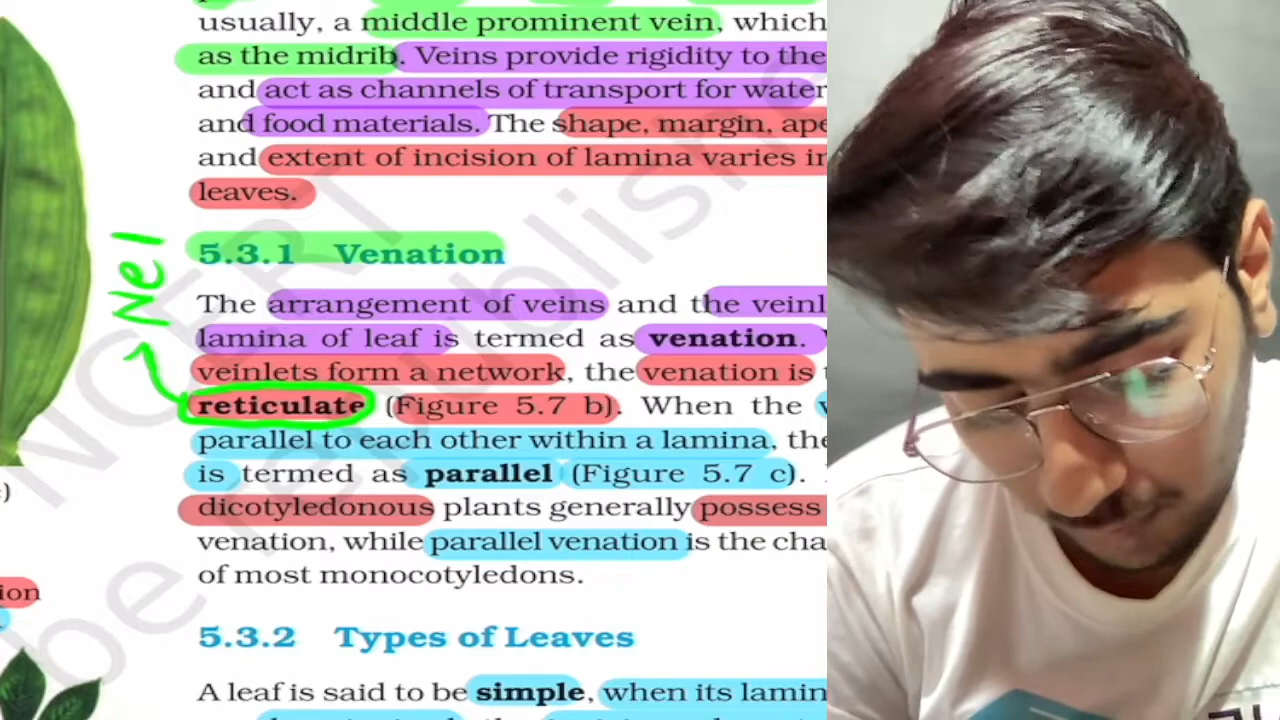 usually, a middle prominent vein, which
as the midrib. Veins provide rigidity to the
and act as channels of transport for water
and food materials. The shape, margin, ape
and extent of incision of lamina varies in
leaves.
5.3.1 Venation
The arrangement of veins and the veinl
lamina of leaf is termed as venation.
veinlets form a network, the venation is t
reticulate (Figure 5.7 b). When the v
parallel to each other within a lamina, the
is termed as parallel (Figure 5.7 c).
dicotyledonous plants generally possess
venation, while parallel venation is the cha
of most monocotyledons.
5.3.2 Types of Leaves
A leaf is said to be simple, when its lamin
c)
ion
NCERT
be republishe